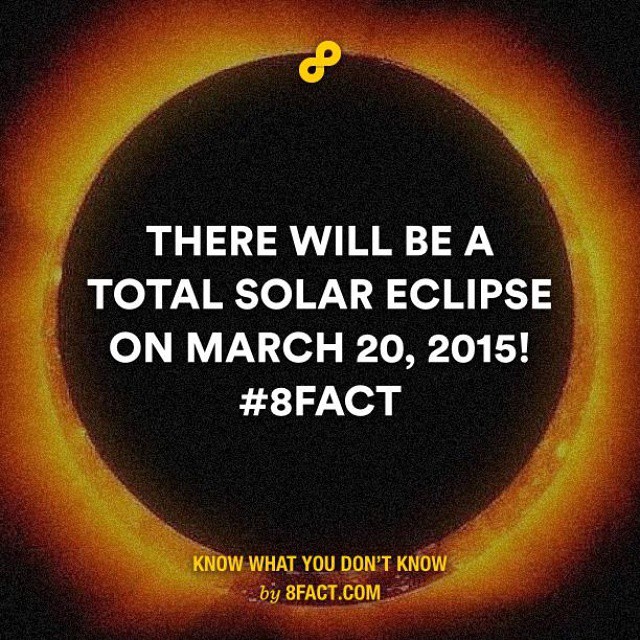 THERE WILL BE A
TOTAL SOLAR ECLIPSE
ON MARCH 20, 2015!
#8FACT
KNOW WHAT YOU DON'T KNOW
by 8FACT.COM